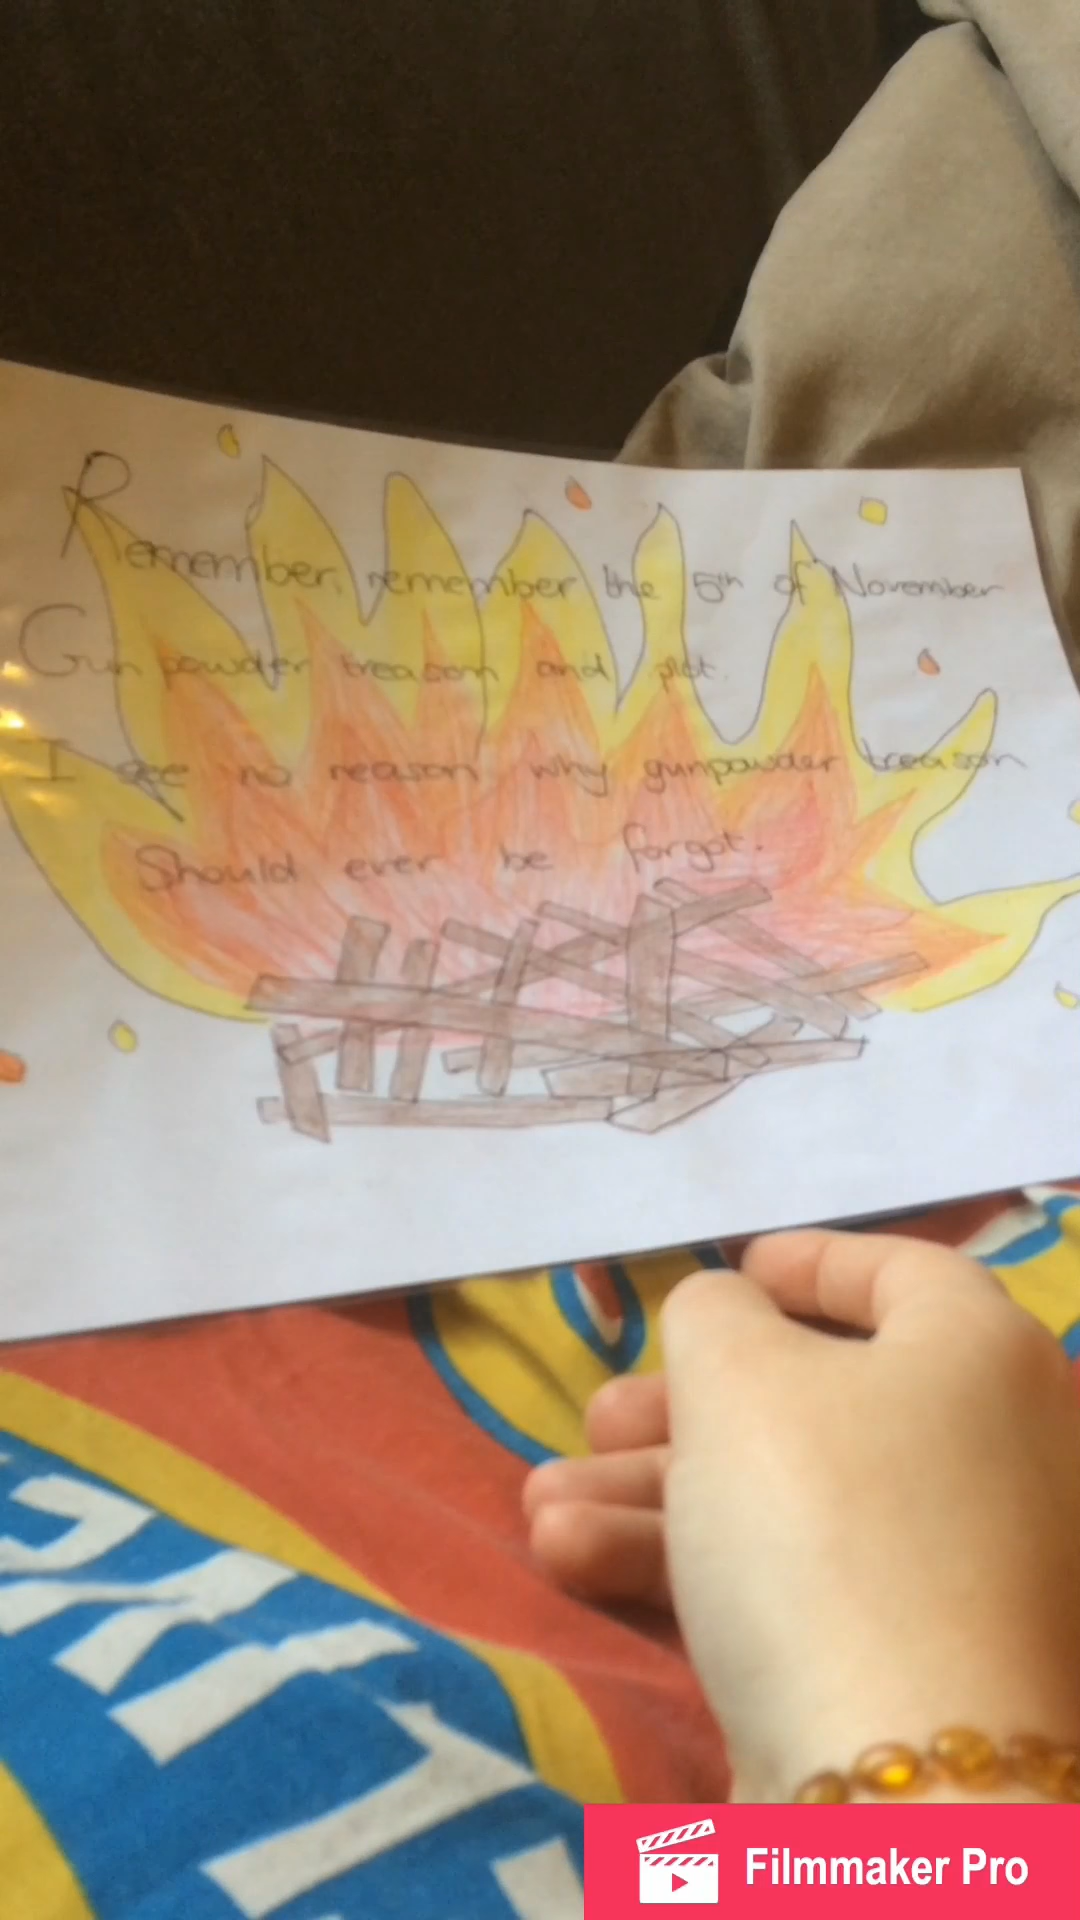 Remember, remember the 5th of November
Gun powder treason and plot.
I see no reason why gunpowder treason
Should ever be forgot.
Filmmaker Pro